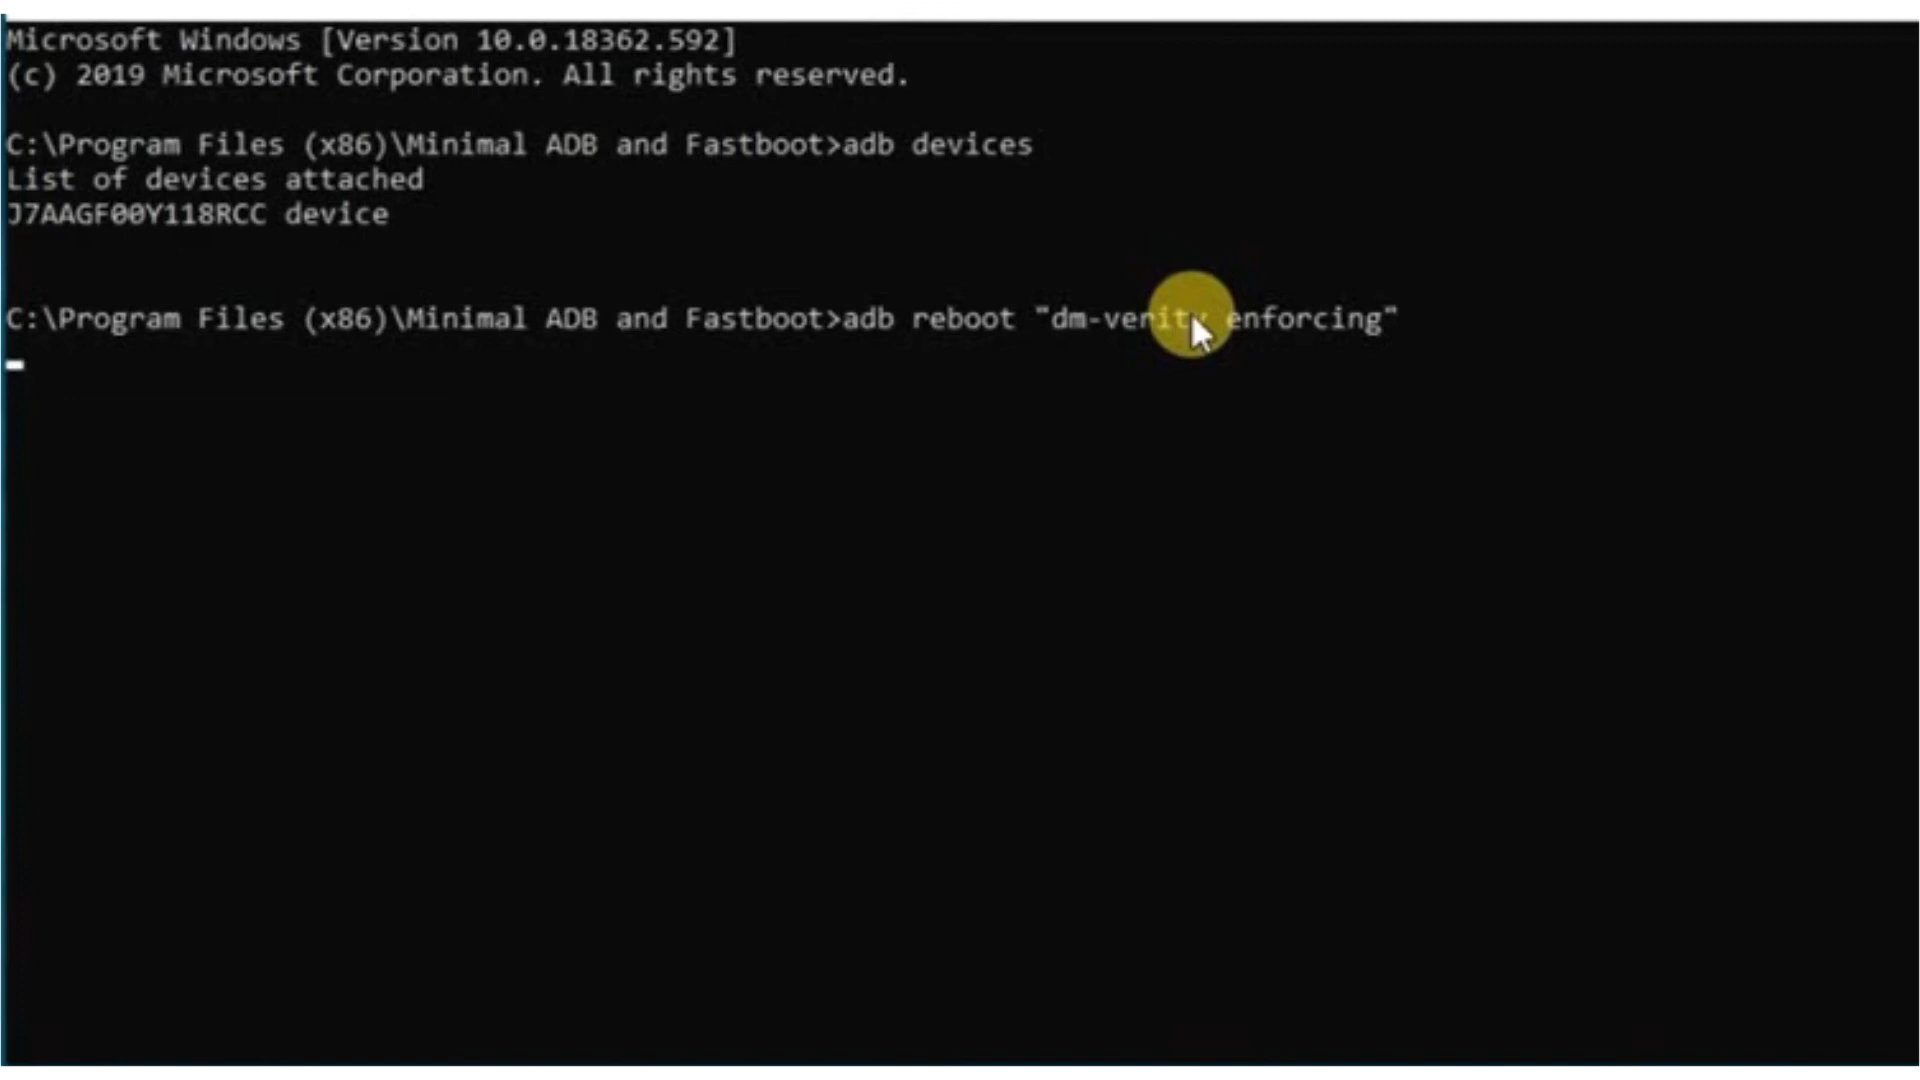 Microsoft Windows [Version 10.0.18362.592]
(c) 2019 Microsoft Corporation. All rights reserved.
C:\Program Files (x86)\Minimal ADB and Fastboot>adb devices
List of devices attached
J7AAGF00Y118RCC device
C:\Program Files (x86)\Minimal ADB and Fastboot>adb reboot "dm-verity enforcing"